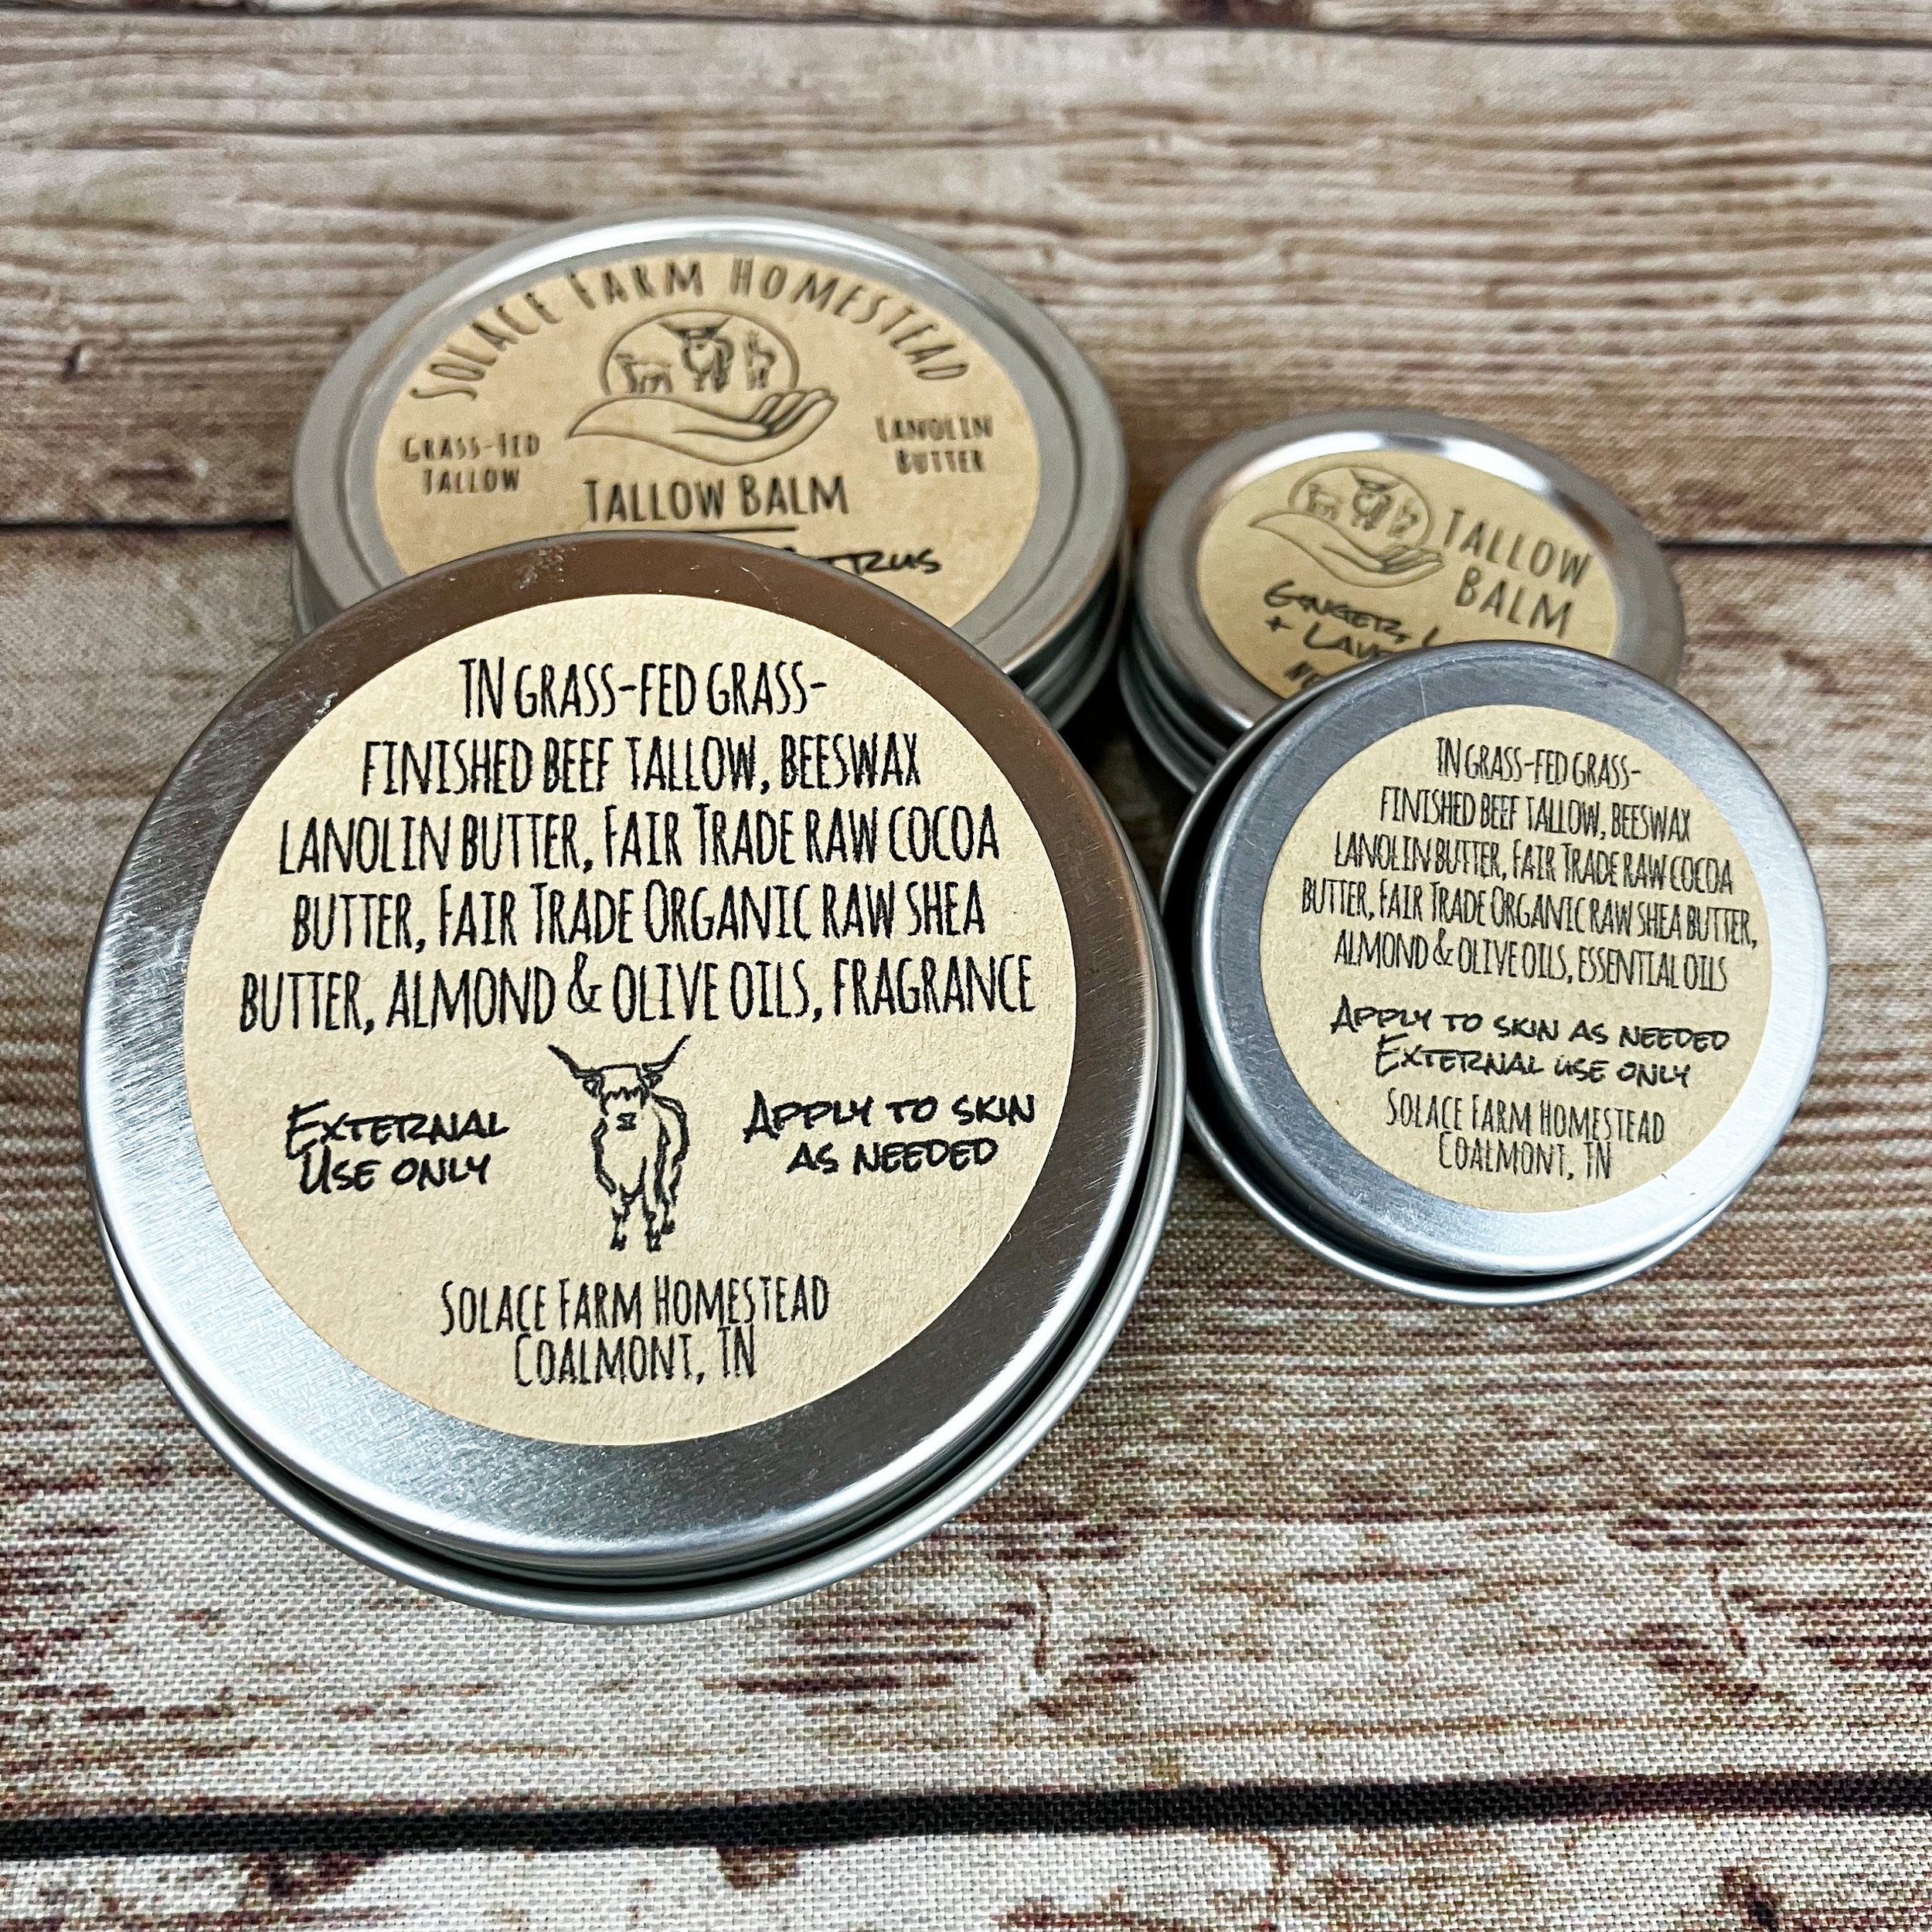 SOLACE FARM HOMESTEAD
GRASS-FED
TALLOW
LANOLIN
BUTTER
TALLOW BALM
TALLOW
BALM
GINGER,
+
TN GRASS-FED GRASS-
FINISHED BEEF TALLOW, BEESWAX
LANOLIN BUTTER, FAIR TRADE RAW COCOA
BUTTER, FAIR TRADE ORGANIC RAW SHEA
BUTTER, ALMOND & OLIVE OILS, FRAGRANCE
EXTERNAL
USE ONLY
APPLY TO SKIN
AS NEEDED
SOLACE FARM HOMESTEAD
COALMONT, TN
TN GRASS-FED GRASS-
FINISHED BEEF TALLOW, BEESWAX
LANOLIN BUTTER, FAIR TRADE RAW COCOA
BUTTER, FAIR TRADE ORGANIC RAW SHEA BUTTER,
ALMOND & OLIVE OILS, ESSENTIAL OILS
APPLY TO SKIN AS NEEDED
EXTERNAL USE ONLY
SOLACE FARM HOMESTEAD
COALMONT, TN